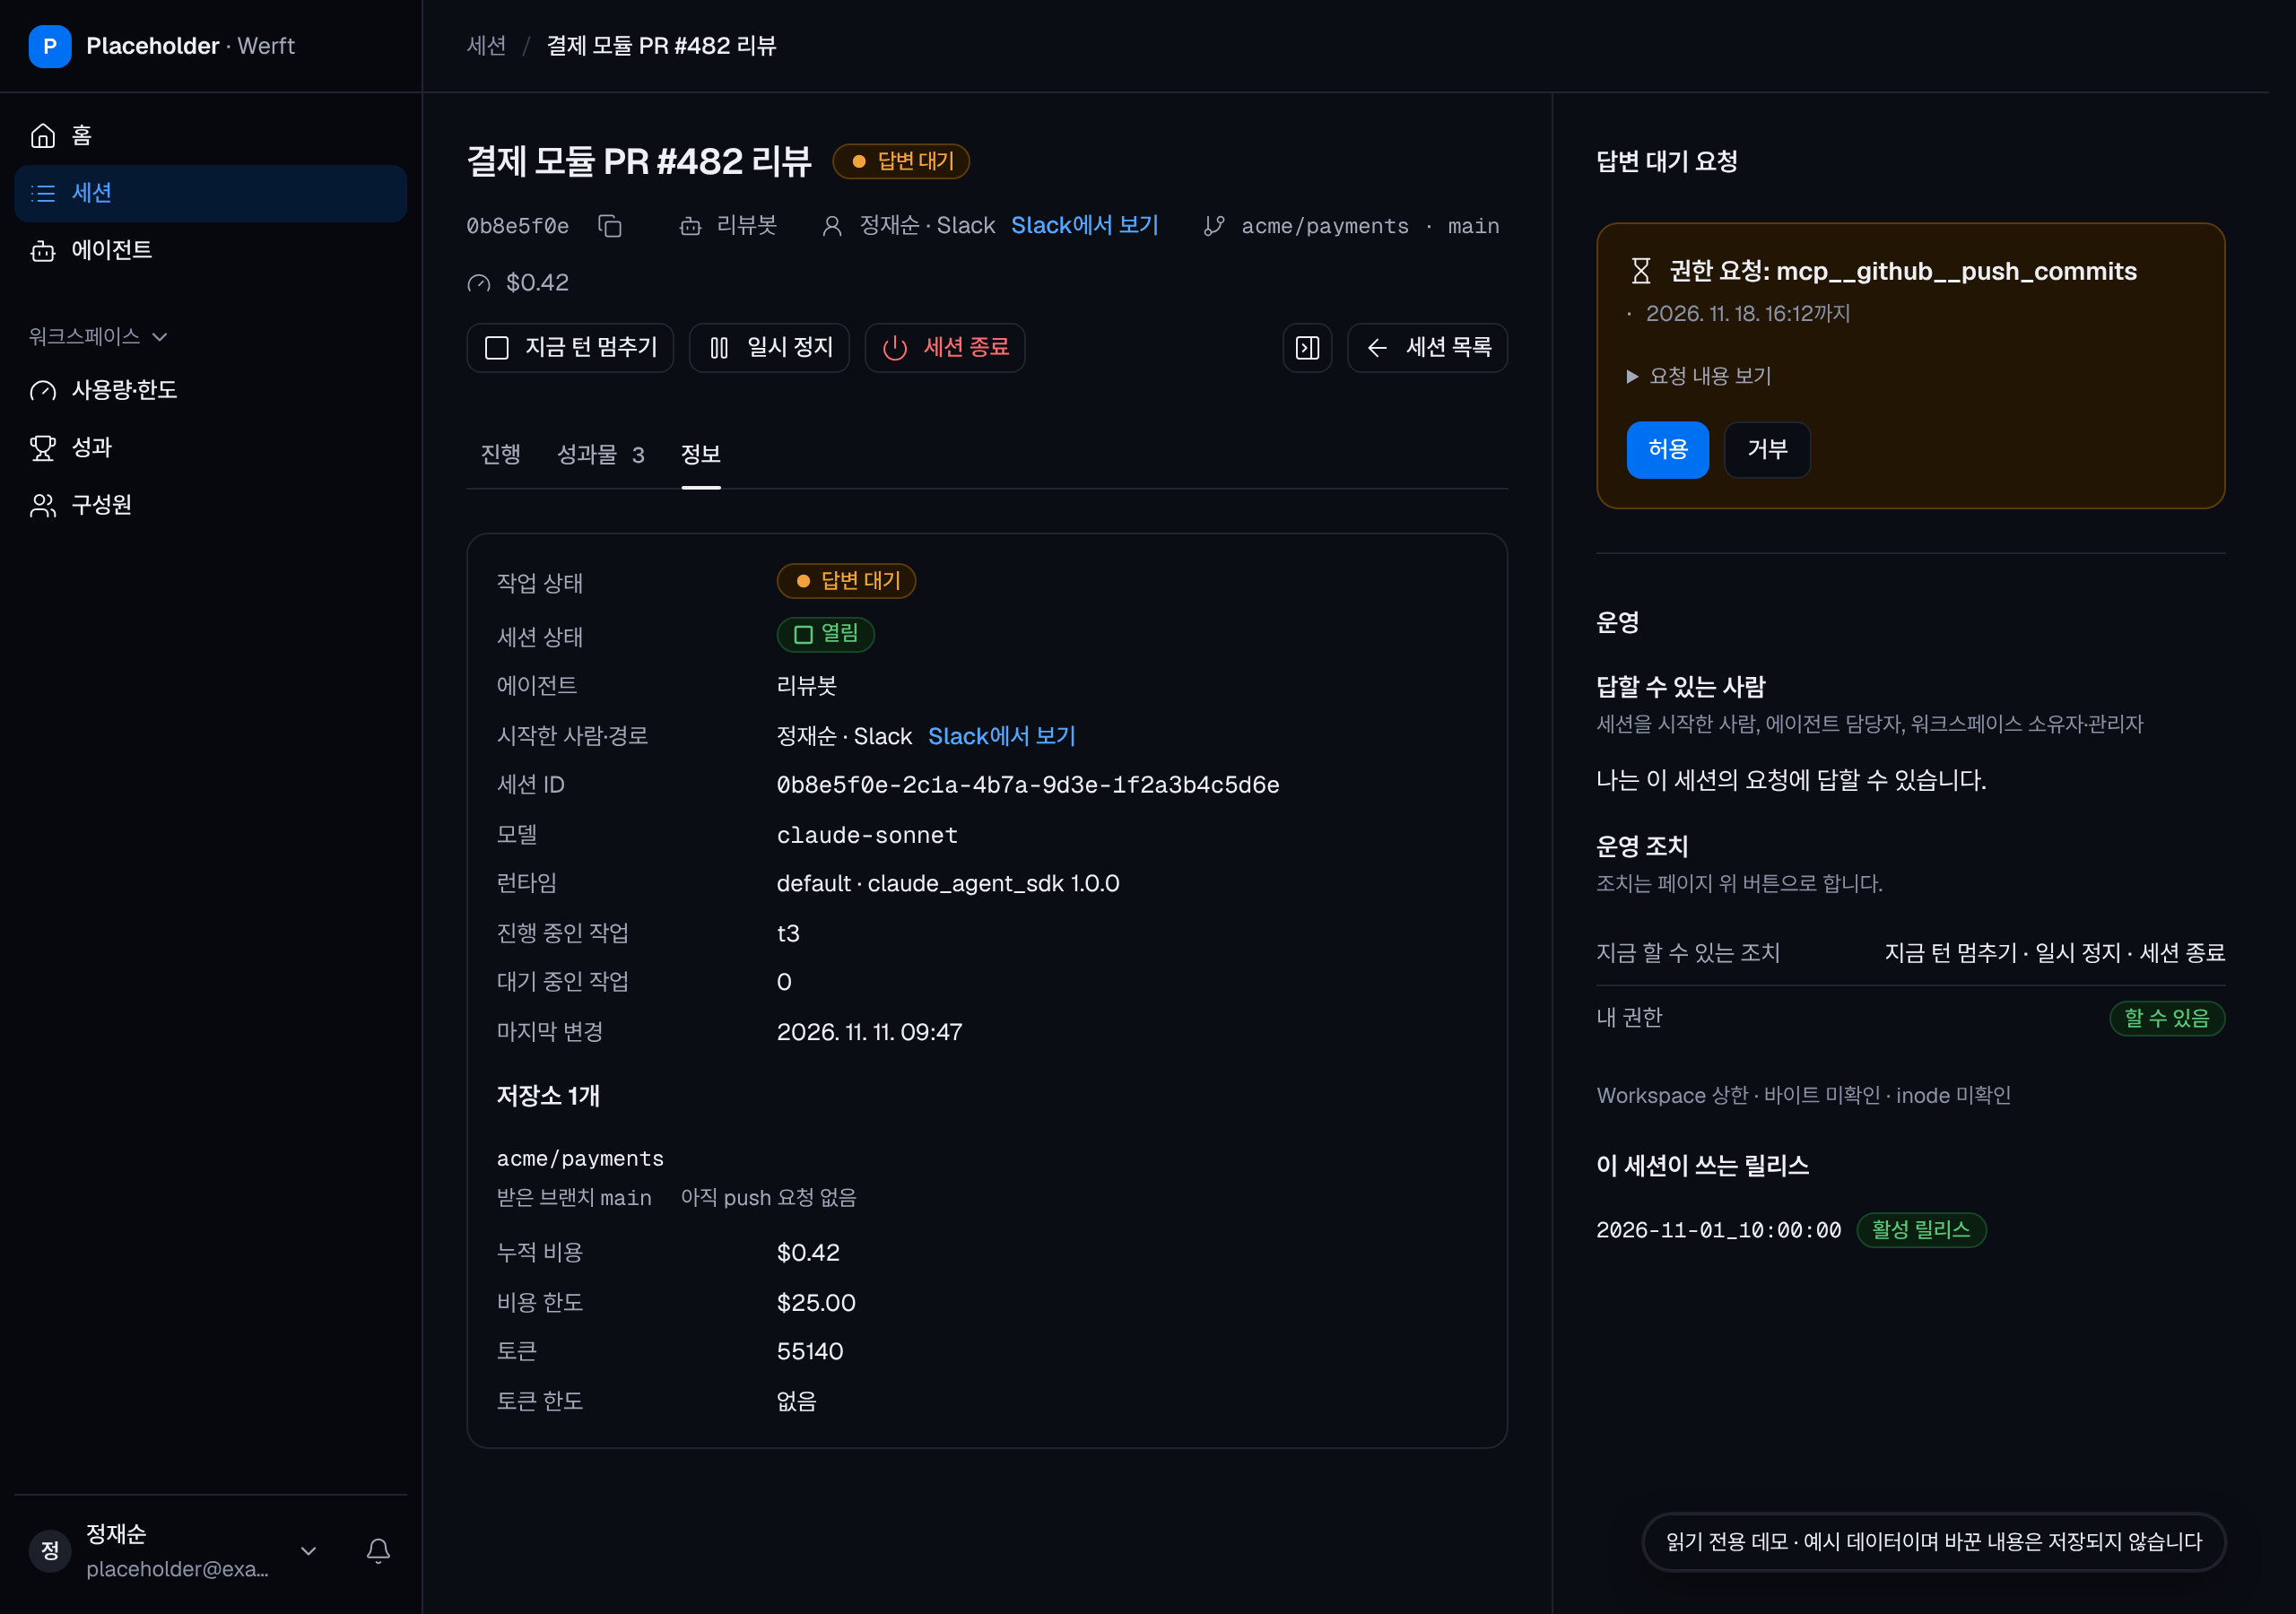 P Placeholder · Werft
홈
세션
에이전트
워크스페이스
사용량·한도
성과
구성원
정 정재순
placeholder@exa...
세션 / 결제 모듈 PR #482 리뷰
결제 모듈 PR #482 리뷰 답변 대기
0b8e5f0e 리뷰봇 정재순 · Slack Slack에서 보기 acme/payments · main
$0.42
지금 턴 멈추기 일시 정지 세션 종료 세션 목록
진행 성과물 3 정보
작업 상태 답변 대기
세션 상태 열림
에이전트 리뷰봇
시작한 사람·경로 정재순 · Slack Slack에서 보기
세션 ID 0b8e5f0e-2c1a-4b7a-9d3e-1f2a3b4c5d6e
모델 claude-sonnet
런타임 default · claude_agent_sdk 1.0.0
진행 중인 작업 t3
대기 중인 작업 0
마지막 변경 2026. 11. 11. 09:47
저장소 1개
acme/payments
받은 브랜치 main 아직 push 요청 없음
누적 비용 $0.42
비용 한도 $25.00
토큰 55140
토큰 한도 없음
답변 대기 요청
권한 요청: mcp__github__push_commits
· 2026. 11. 18. 16:12까지
요청 내용 보기
허용 거부
운영
답할 수 있는 사람
세션을 시작한 사람, 에이전트 담당자, 워크스페이스 소유자·관리자
나는 이 세션의 요청에 답할 수 있습니다.
운영 조치
조치는 페이지 위 버튼으로 합니다.
지금 할 수 있는 조치 지금 턴 멈추기 · 일시 정지 · 세션 종료
내 권한 할 수 있음
Workspace 상한 · 바이트 미확인 · inode 미확인
이 세션이 쓰는 릴리스
2026-11-01_10:00:00 활성 릴리스
읽기 전용 데모 · 예시 데이터이며 바꾼 내용은 저장되지 않습니다